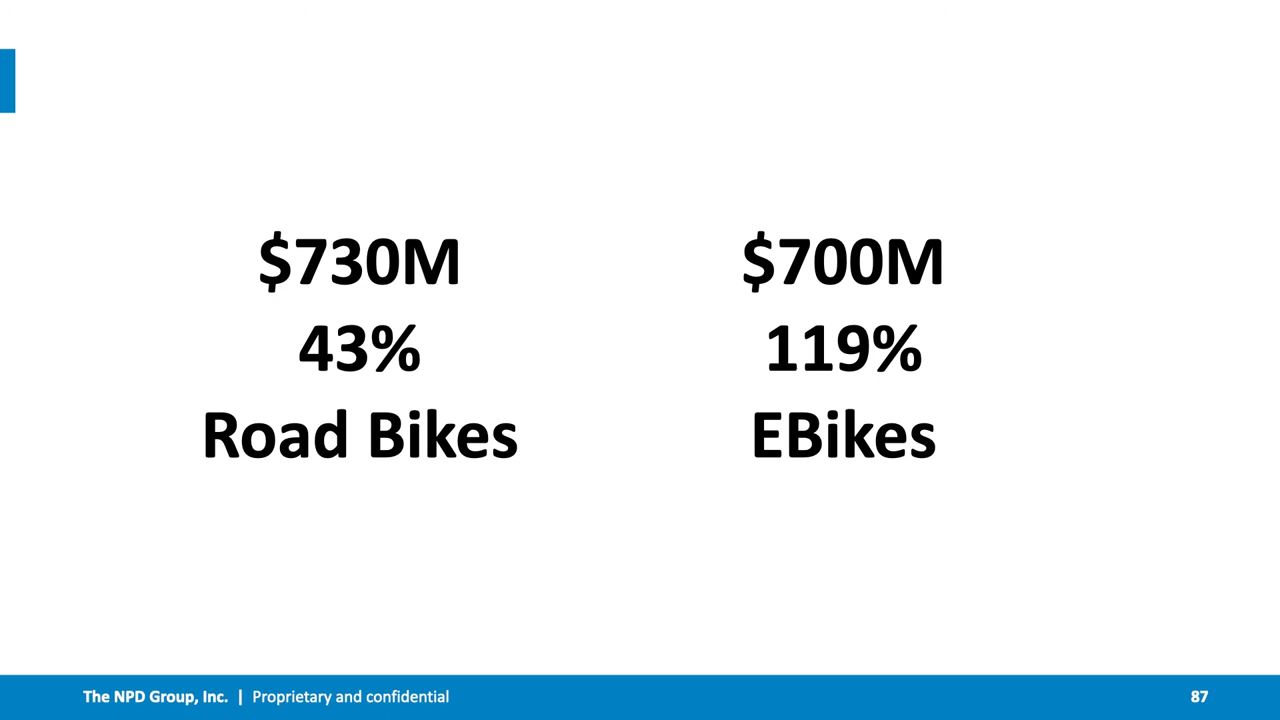 $730M
43%
Road Bikes
$700M
119%
EBikes
The NPD Group, Inc. | Proprietary and confidential
87